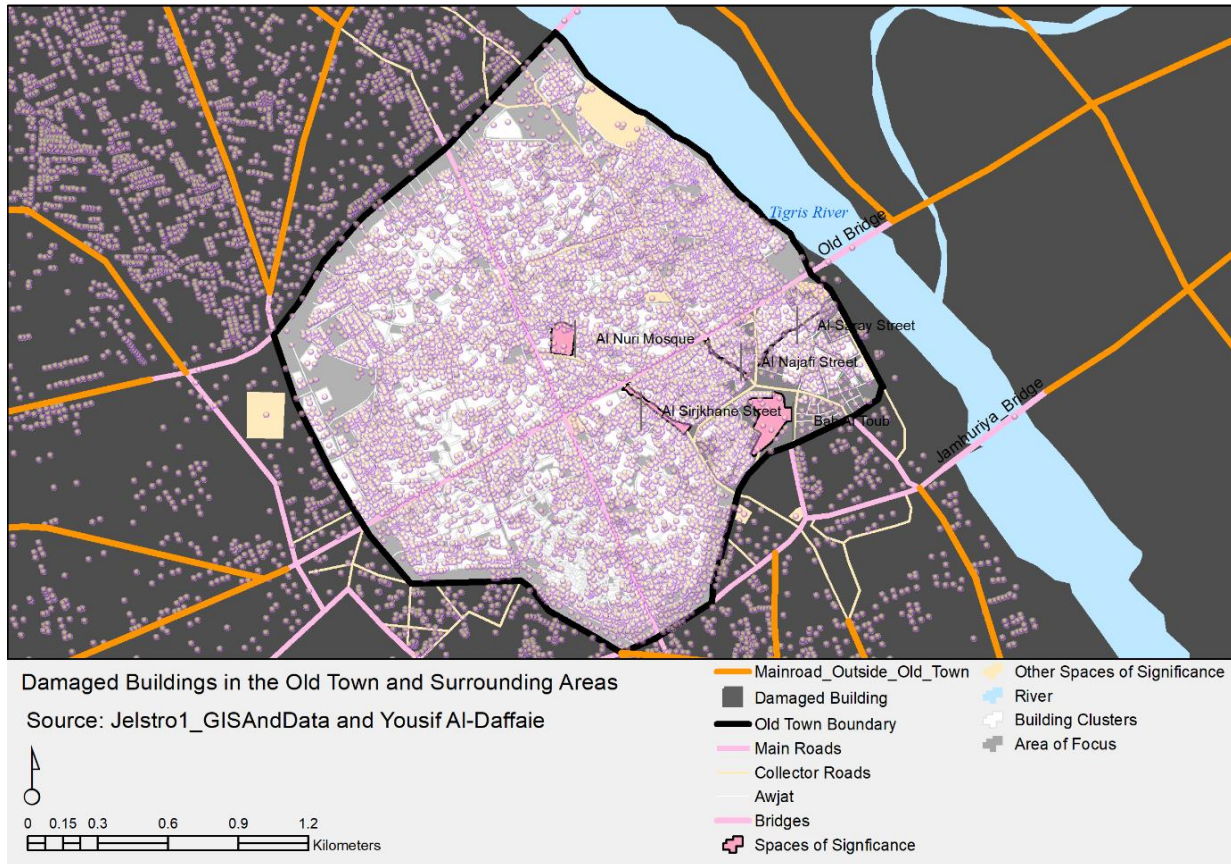 Tigris River
Old Bridge
Al-Saray Street
Al Nuri Mosque
Al Najafi Street
Al Sirjkhane Street
Bab Al Toub
Jamhuriya_Bridge
Damaged Buildings in the Old Town and Surrounding Areas
Source: Jelstro1_GISAndData and Yousif Al-Daffaie
0 0.15 0.3 0.6 0.9 1.2
Kilometers
Mainroad_Outside_Old_Town
Damaged Building
Old Town Boundary
Main Roads
Collector Roads
Awjat
Bridges
Spaces of Signficance
Other Spaces of Significance
River
Building Clusters
Area of Focus